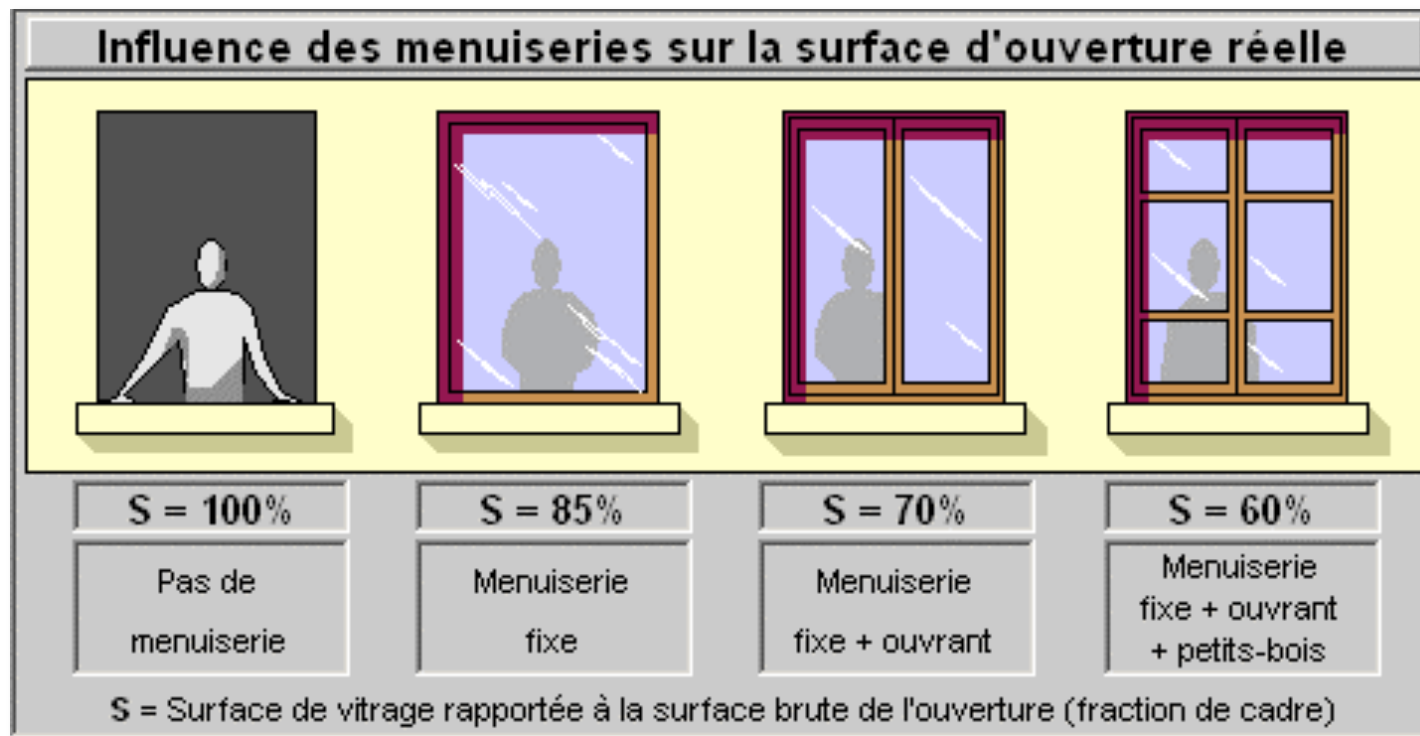 Influence des menuiseries sur la surface d'ouverture réelle
S = 100%
S = 85%
S = 70%
S = 60%
Pas de
menuiserie
Menuiserie
fixe
Menuiserie
fixe + ouvrant
Menuiserie
fixe + ouvrant
+ petits-bois
S = Surface de vitrage rapportée à la surface brute de l'ouverture (fraction de cadre)